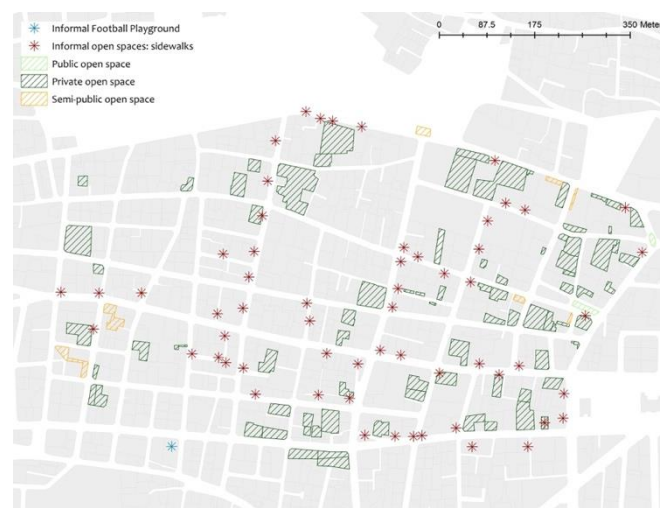 Informal Football Playground
Informal open spaces: sidewalks
Public open space
Private open space
Semi-public open space
0 87.5 175 350 Mete